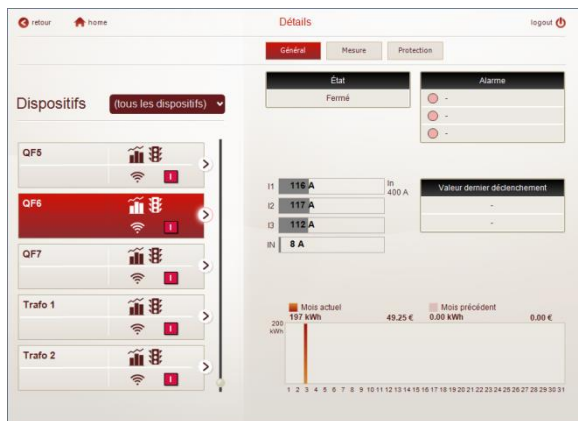 retour
home
Détails
logout
Général
Mesure
Protection
Dispositifs
(tous les dispositifs)
QF5
I
QF6
I
QF7
I
Trafo 1
I
Trafo 2
I
État
Fermé
Alarme
-
-
-
I1 116 A
In
400 A
I2 117 A
I3 112 A
IN 8 A
Valeur dernier déclenchement
-
-
Mois actuel
197 kWh 49.25 €
Mois précédent
0.00 kWh 0.00 €
200
kWh
1 2 3 4 5 6 7 8 9 10 11 12 13 14 15 16 17 18 19 20 21 22 23 24 25 26 27 28 29 30 31